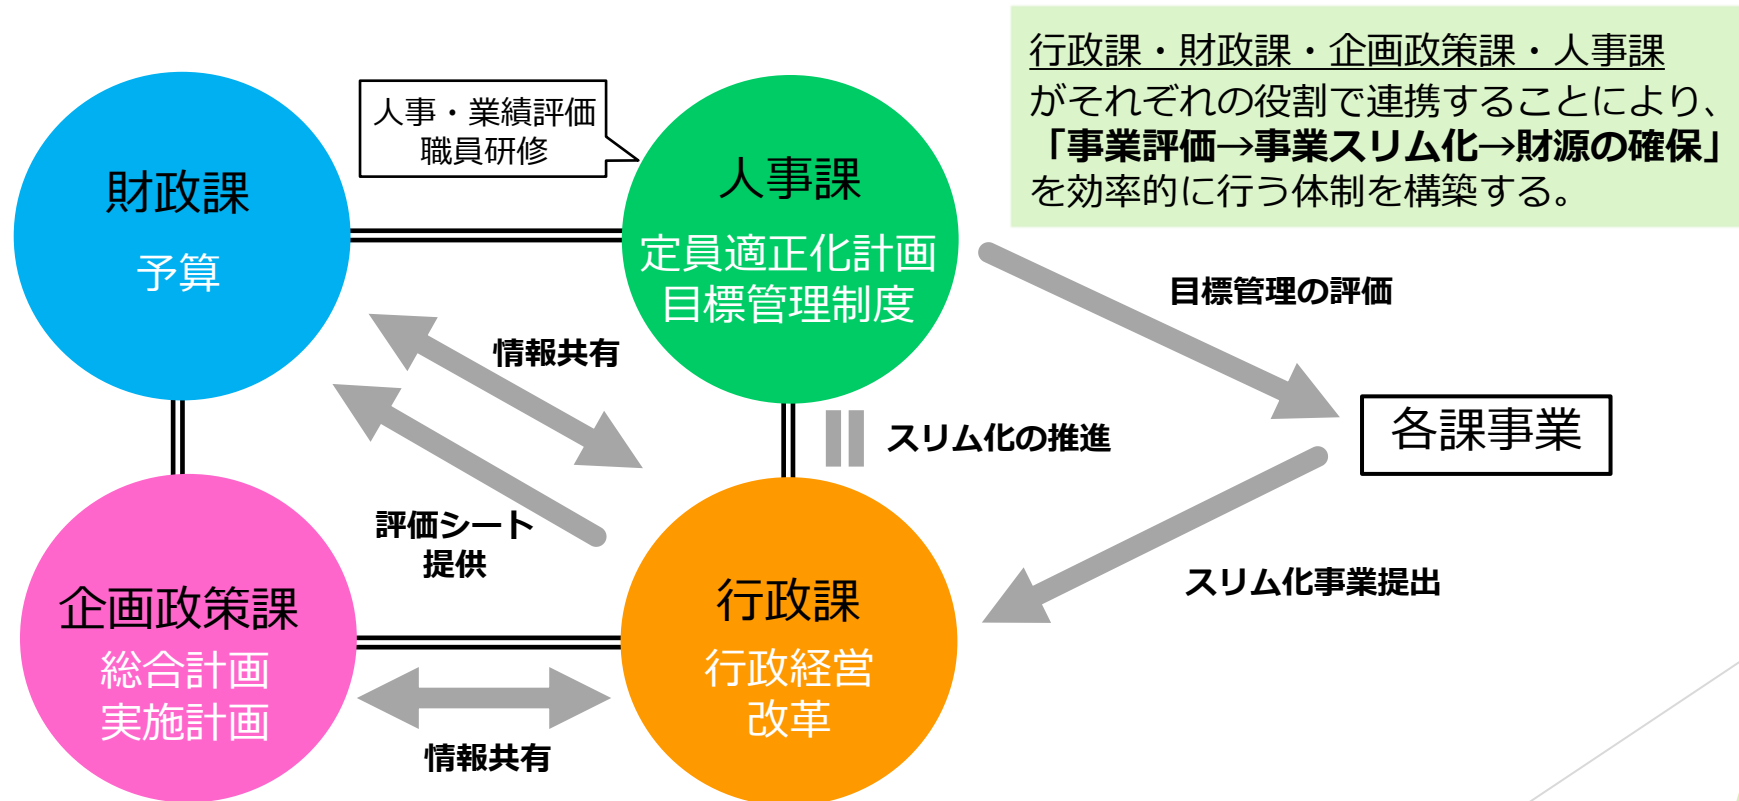 行政課・財政課・企画政策課・人事課
がそれぞれの役割で連携することにより、
「事業評価→事業スリム化→財源の確保」
を効率的に行う体制を構築する。
人事・業績評価
職員研修
財政課
予算
人事課
定員適正化計画
目標管理制度
目標管理の評価
情報共有
スリム化の推進
各課事業
評価シート
提供
スリム化事業提出
企画政策課
総合計画
実施計画
行政課
行政経営
改革
情報共有